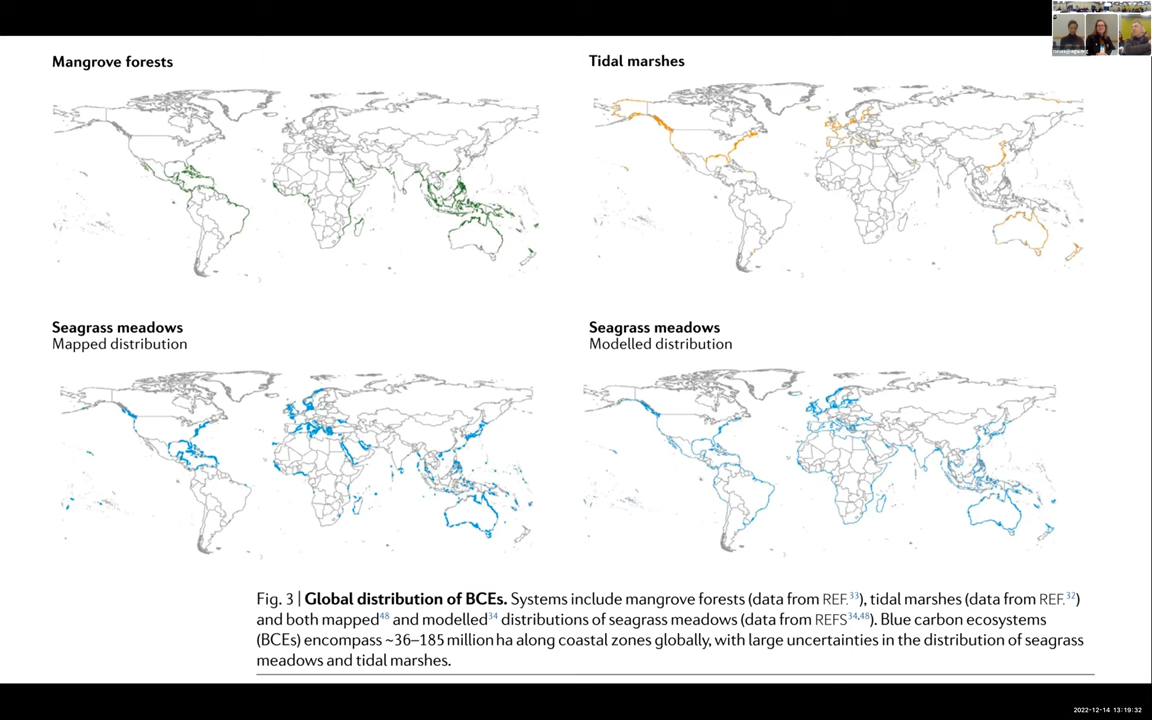 Mangrove forests
Tidal marshes
Seagrass meadows
Mapped distribution
Seagrass meadows
Modelled distribution
Fig. 3 | Global distribution of BCEs. Systems include mangrove forests (data from REF.33), tidal marshes (data from REF.32)
and both mapped48 and modelled34 distributions of seagrass meadows (data from REFS34,48). Blue carbon ecosystems
(BCEs) encompass ~36–185 million ha along coastal zones globally, with large uncertainties in the distribution of seagrass
meadows and tidal marshes.
2022-12-14 13:19:32